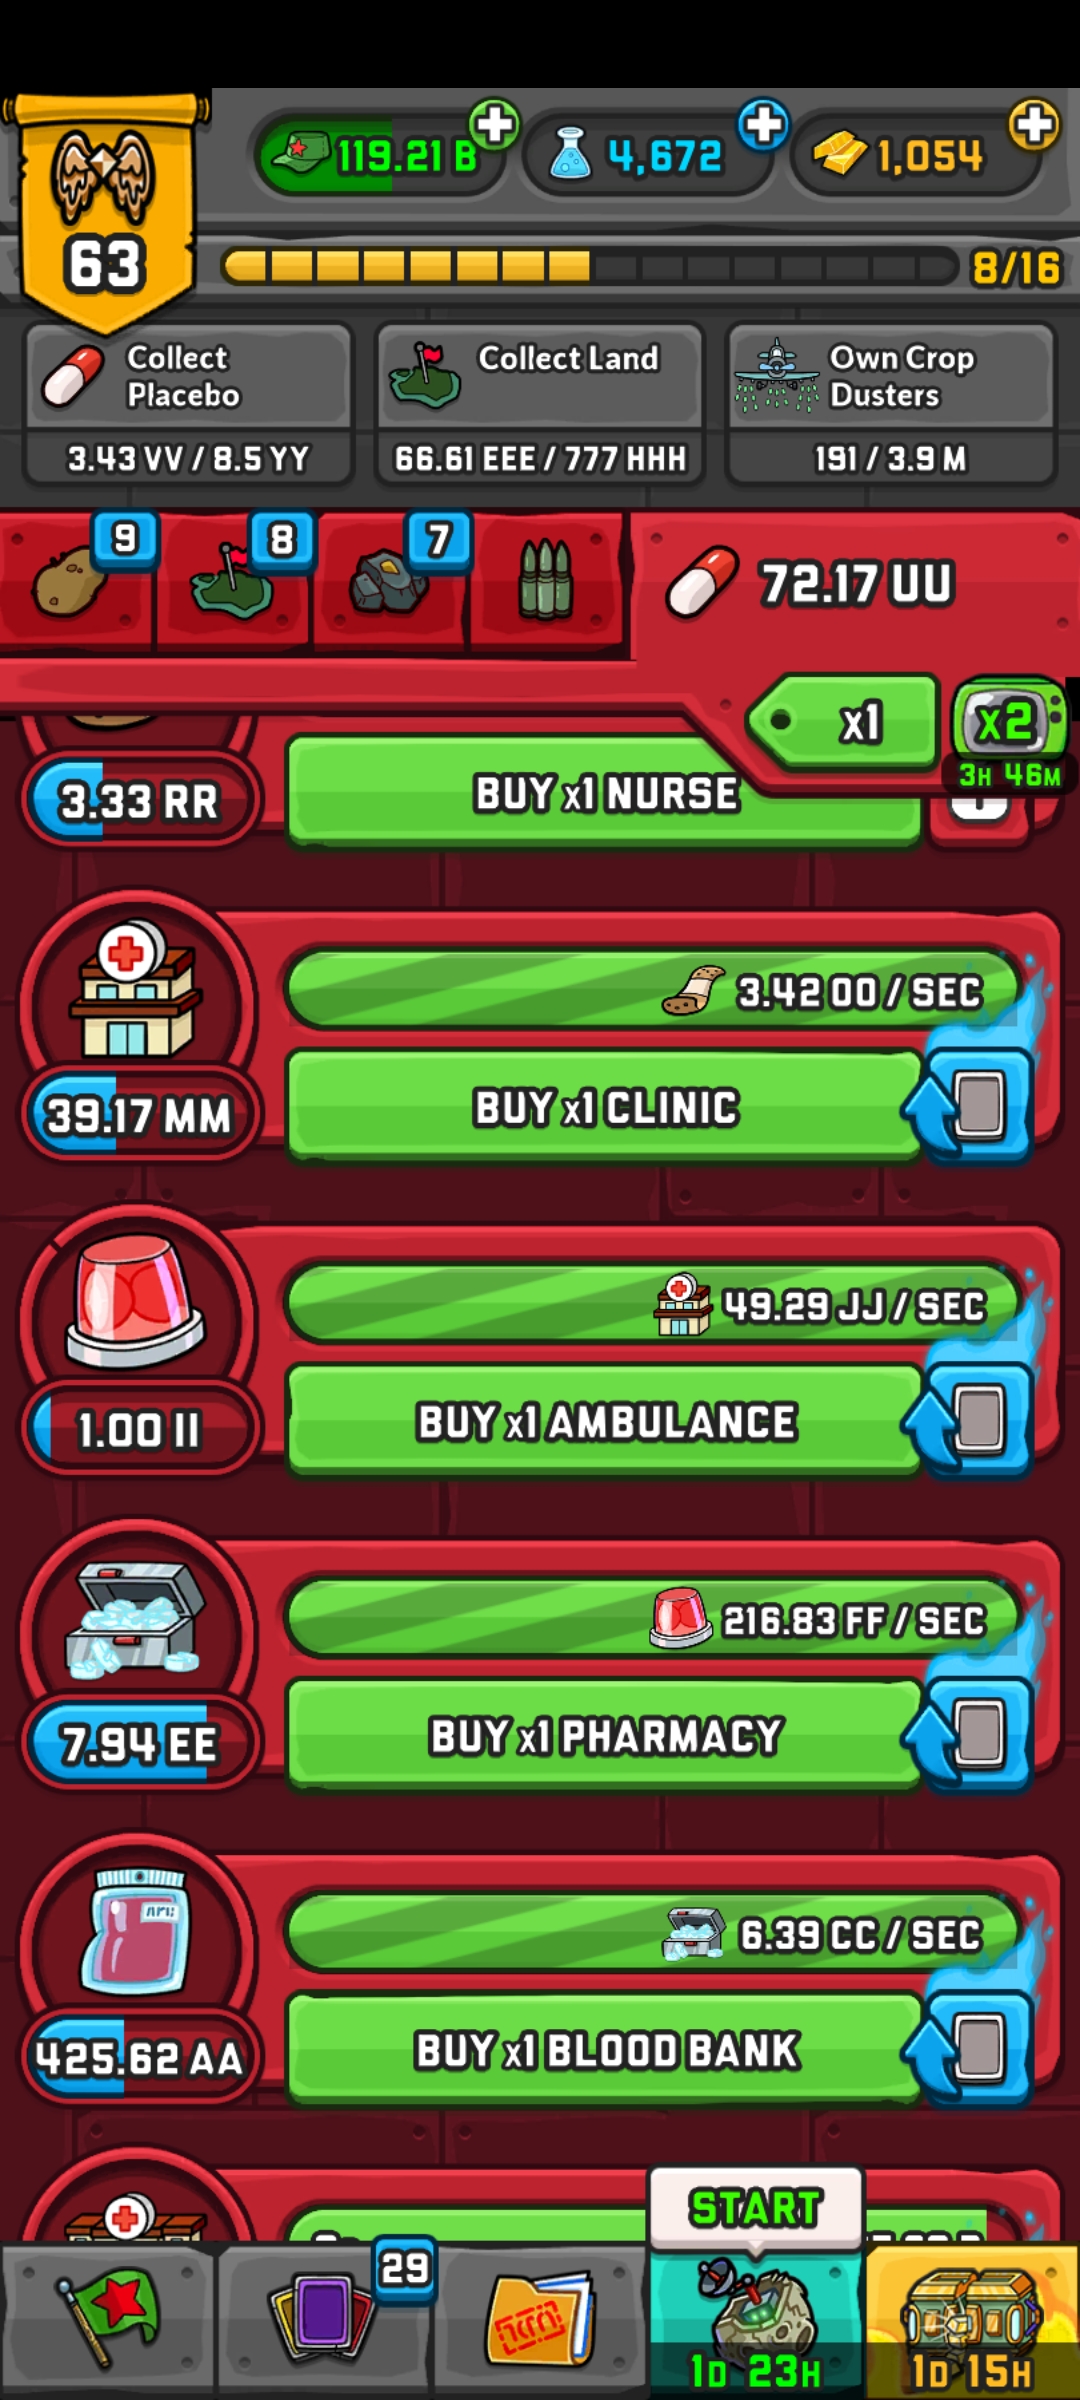 119.21 B
4,672
1,054
63
8/16
Collect
Placebo
3.43 VV / 8.5 YY
Collect Land
66.61 EEE / 777 HHH
Own Crop
Dusters
191 / 3.9 M
9
8
7
72.17 UU
x1
x2
3H 46M
3.33 RR
BUY x1 NURSE
3.42 OO / SEC
39.17 MM
BUY x1 CLINIC
49.29 JJ / SEC
1.00 II
BUY x1 AMBULANCE
216.83 FF / SEC
7.94 EE
BUY x1 PHARMACY
6.39 CC / SEC
425.62 AA
BUY x1 BLOOD BANK
START
29
1D 23H
1D 15H